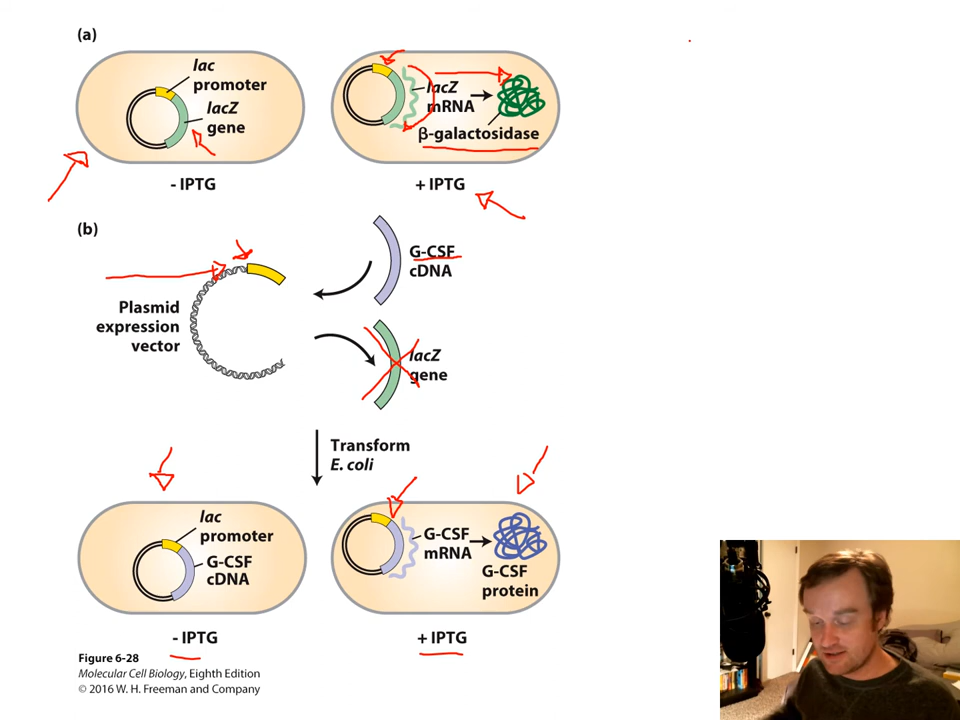 (a)
lac
promoter
lacZ
gene
- IPTG
lacZ
mRNA
β-galactosidase
+ IPTG
(b)
G-CSF
cDNA
Plasmid
expression
vector
lacZ
gene
Transform
E. coli
lac
promoter
G-CSF
cDNA
- IPTG
G-CSF
mRNA
G-CSF
protein
+ IPTG
Figure 6-28
Molecular Cell Biology, Eighth Edition
© 2016 W. H. Freeman and Company